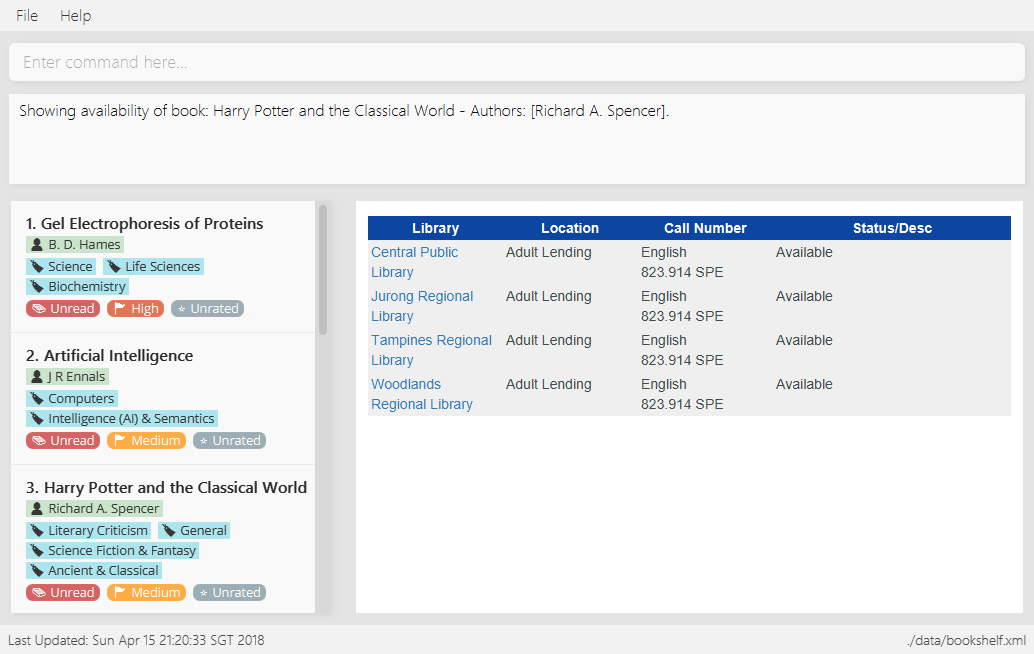 File Help
Enter command here...
Showing availability of book: Harry Potter and the Classical World - Authors: [Richard A. Spencer].
1. Gel Electrophoresis of Proteins
B. D. Hames
Science Life Sciences
Biochemistry
Unread High Unrated
2. Artificial Intelligence
J R Ennals
Computers
Intelligence (AI) & Semantics
Unread Medium Unrated
3. Harry Potter and the Classical World
Richard A. Spencer
Literary Criticism General
Science Fiction & Fantasy
Ancient & Classical
Unread Medium Unrated
Library Location Call Number Status/Desc
Central Public Adult Lending English Available
Library 823.914 SPE
Jurong Regional Adult Lending English Available
Library 823.914 SPE
Tampines Regional Adult Lending English Available
Library 823.914 SPE
Woodlands Adult Lending English Available
Regional Library 823.914 SPE
Last Updated: Sun Apr 15 21:20:33 SGT 2018 ./data/bookshelf.xml